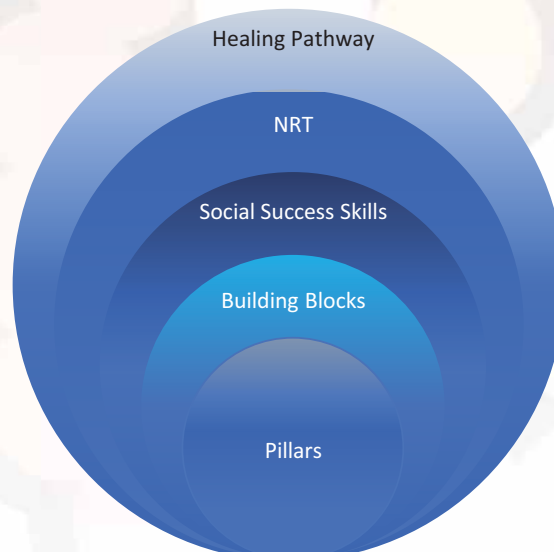 Healing Pathway
NRT
Social Success Skills
Building Blocks
Pillars